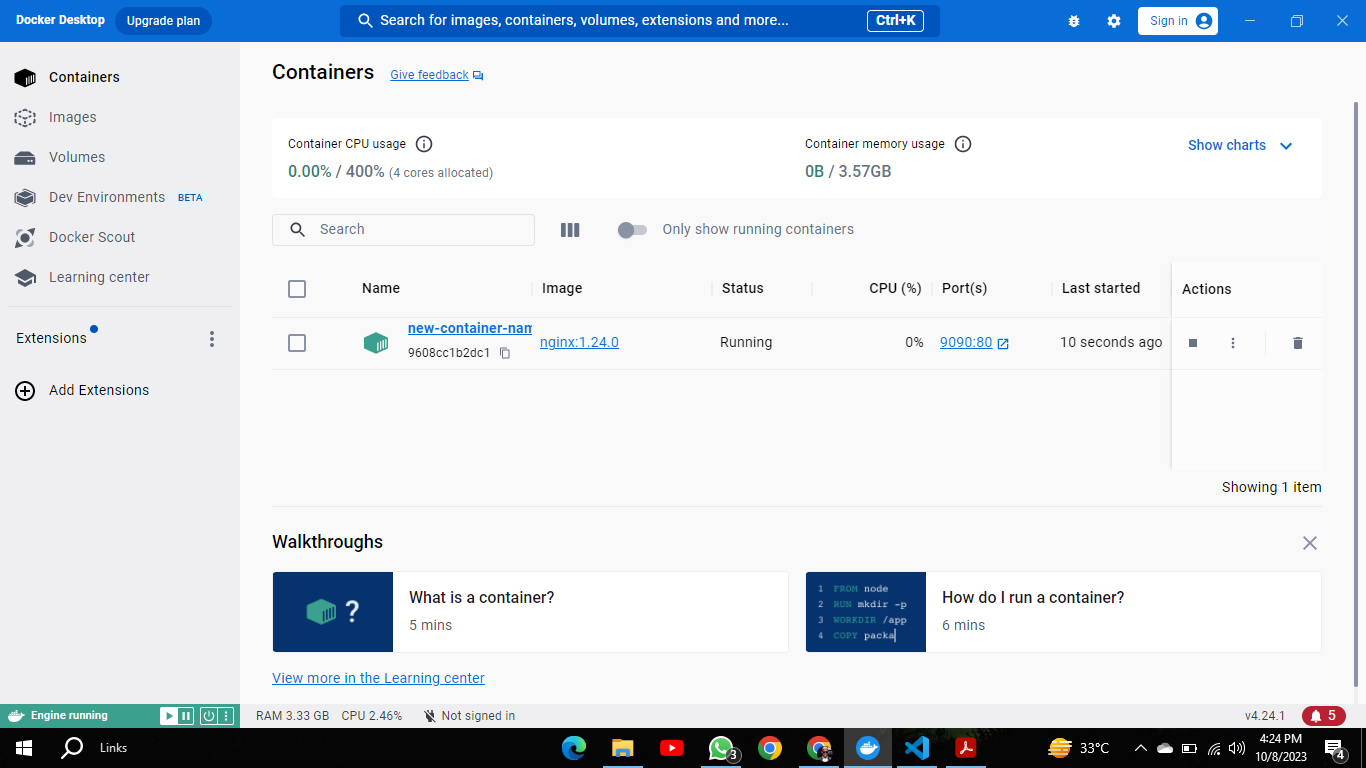 Docker Desktop Upgrade plan
Search for images, containers, volumes, extensions and more... Ctrl+K
Sign in
Containers
Images
Volumes
Dev Environments BETA
Docker Scout
Learning center
Extensions
Add Extensions
Containers Give feedback
Container CPU usage
0.00% / 400% (4 cores allocated)
Container memory usage
0B / 3.57GB
Show charts
Search
Only show running containers
Name Image Status CPU (%) Port(s) Last started Actions
new-container-nam
9608cc1b2dc1
nginx:1.24.0 Running 0% 9090:80 10 seconds ago
Showing 1 item
Walkthroughs
?
What is a container?
5 mins
1 FROM node
2 RUN mkdir -p
3 WORKDIR /app
4 COPY packa
How do I run a container?
6 mins
View more in the Learning center
Engine running
RAM 3.33 GB CPU 2.46% Not signed in
v4.24.1 5
Links
3
33°C
4:24 PM
10/8/2023
4